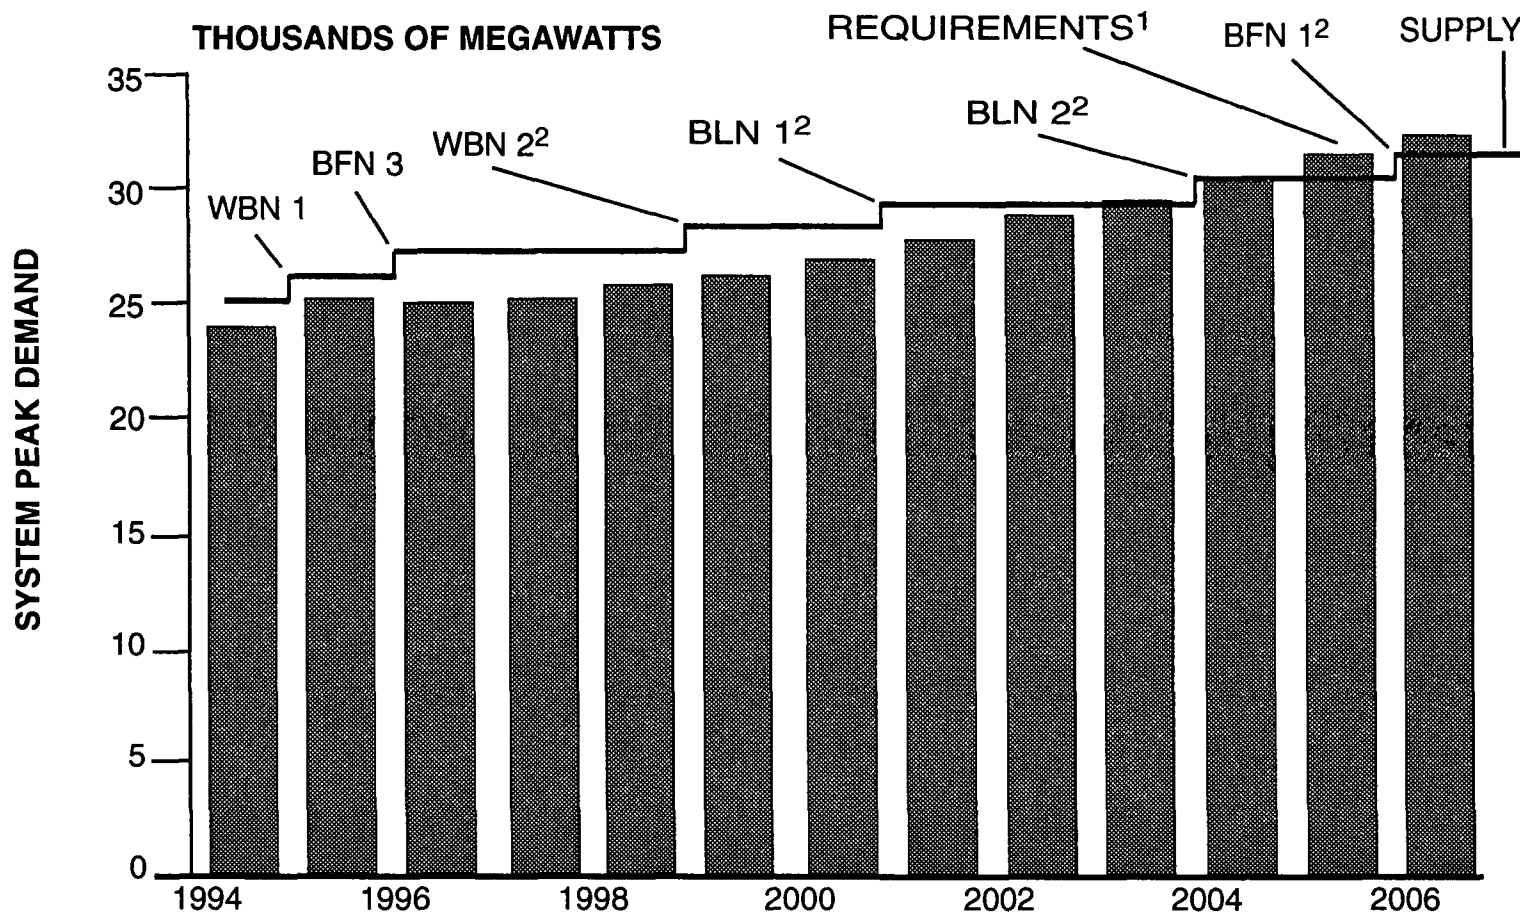 THOUSANDS OF MEGAWATTS
REQUIREMENTS¹
BFN 1²
SUPPLY
BLN 2²
BLN 1²
WBN 2²
BFN 3
WBN 1
SYSTEM PEAK DEMAND
35
30
25
20
15
10
5
0
1994 1996 1998 2000 2002 2004 2006